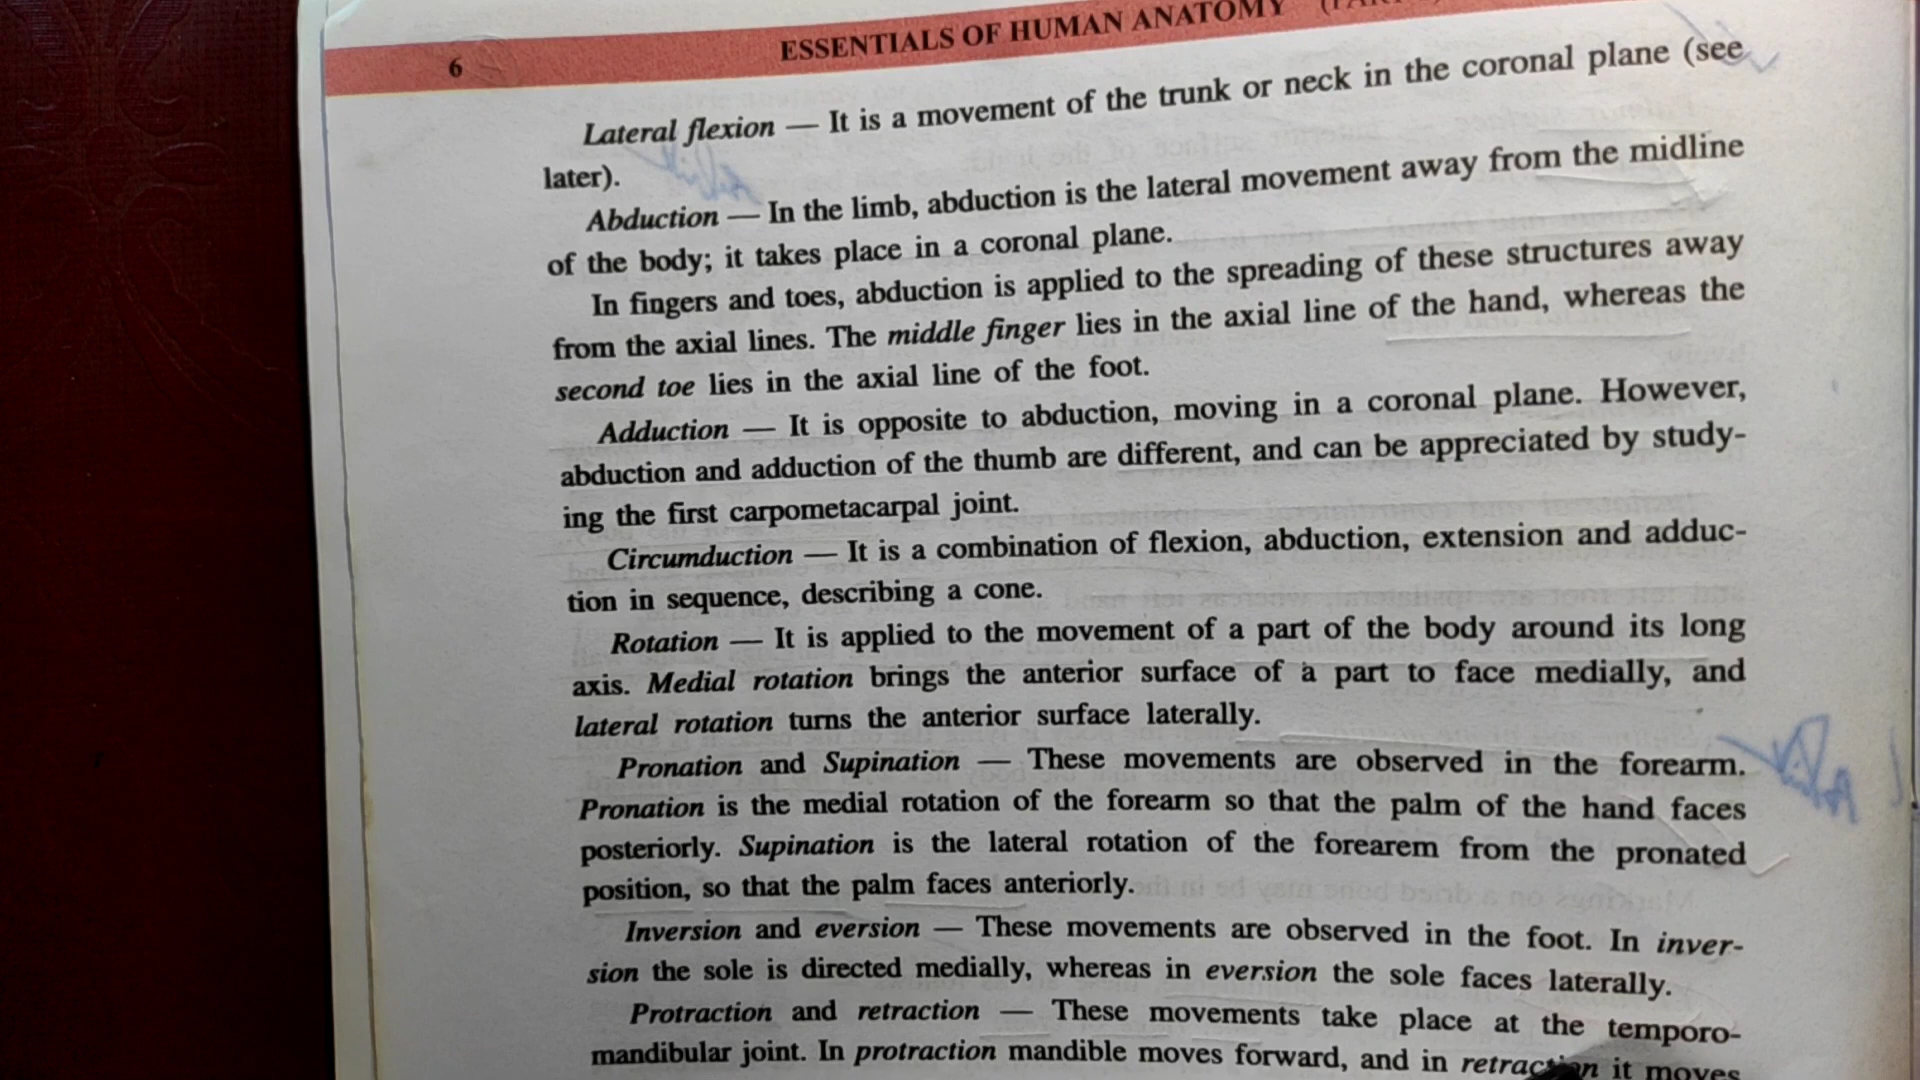 6
ESSENTIALS OF HUMAN ANATOMY
Lateral flexion — It is a movement of the trunk or neck in the coronal plane (see
later).
Abduction — In the limb, abduction is the lateral movement away from the midline
of the body; it takes place in a coronal plane.
In fingers and toes, abduction is applied to the spreading of these structures away
from the axial lines. The middle finger lies in the axial line of the hand, whereas the
second toe lies in the axial line of the foot.
Adduction — It is opposite to abduction, moving in a coronal plane. However,
abduction and adduction of the thumb are different, and can be appreciated by study-
ing the first carpometacarpal joint.
Circumduction — It is a combination of flexion, abduction, extension and adduc-
tion in sequence, describing a cone.
Rotation — It is applied to the movement of a part of the body around its long
axis. Medial rotation brings the anterior surface of a part to face medially, and
lateral rotation turns the anterior surface laterally.
Pronation and Supination — These movements are observed in the forearm.
Pronation is the medial rotation of the forearm so that the palm of the hand faces
posteriorly. Supination is the lateral rotation of the forearem from the pronated
position, so that the palm faces anteriorly.
Inversion and eversion — These movements are observed in the foot. In inver-
sion the sole is directed medially, whereas in eversion the sole faces laterally.
Protraction and retraction — These movements take place at the temporo-
mandibular joint. In protraction mandible moves forward, and in retraction it moves